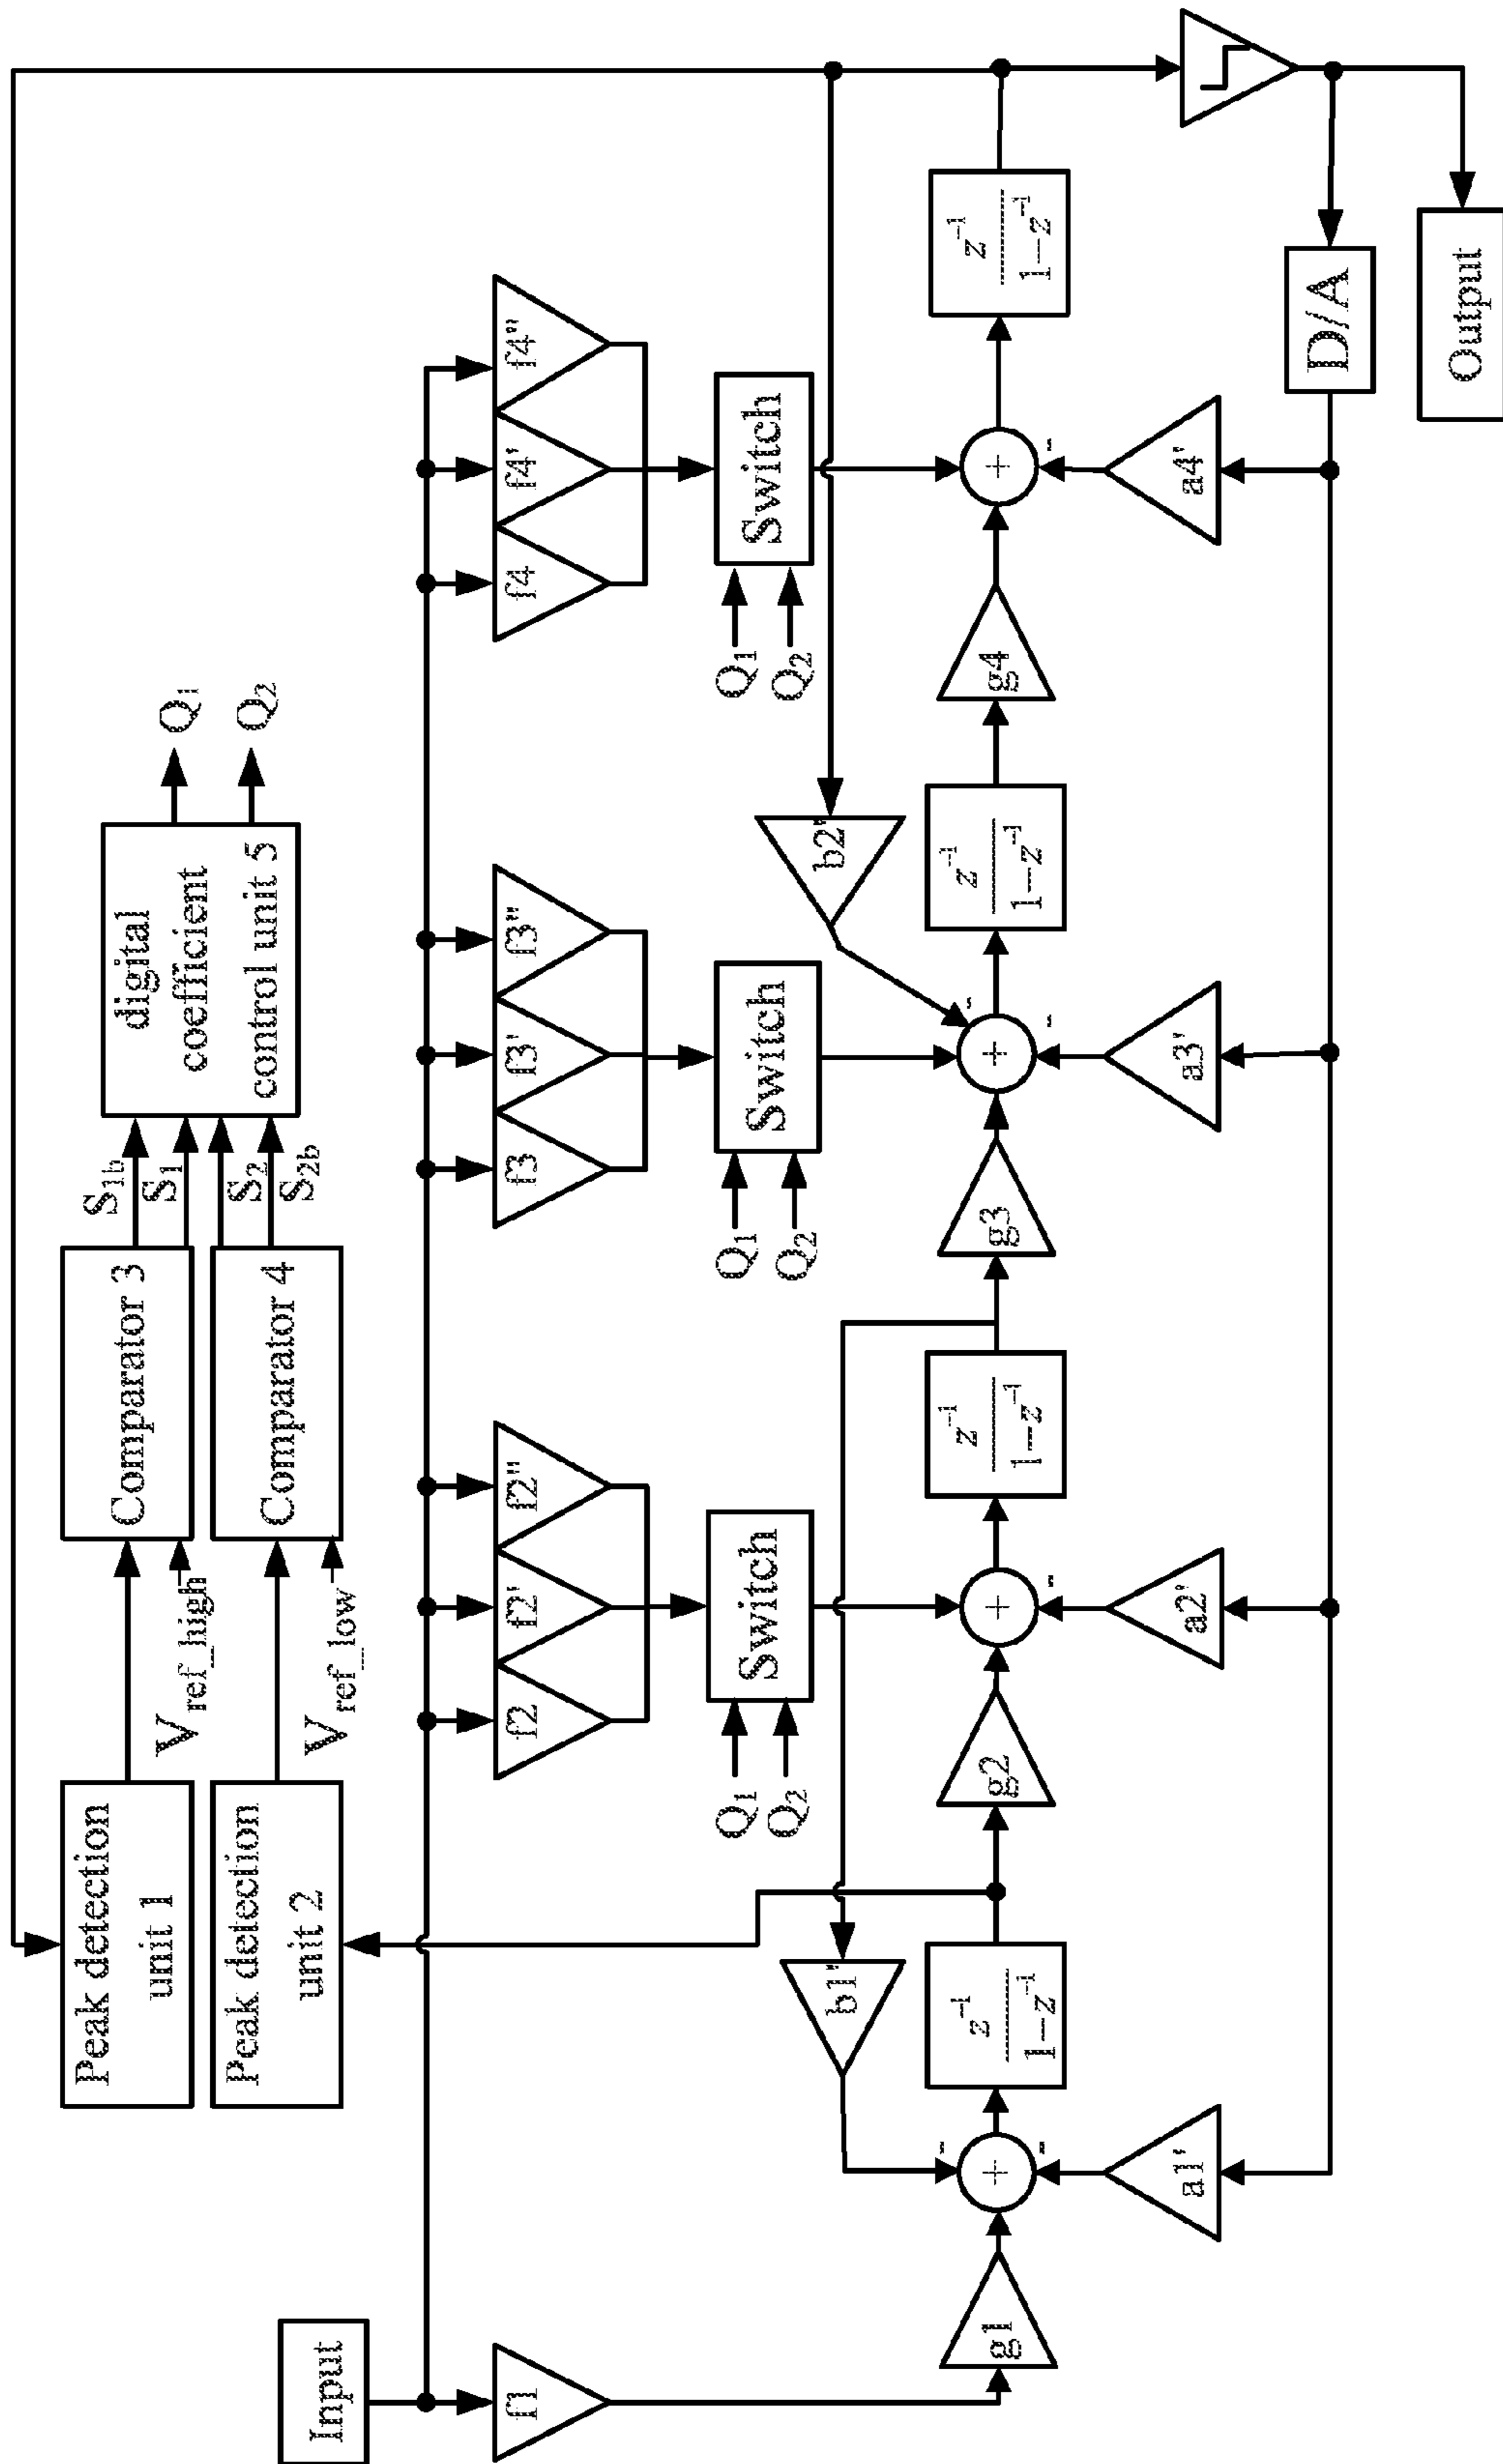 Peak detection
unit 1
Comparator 3
S1b
S1
V ref_high
Peak detection
unit 2
Comparator 4
S2
S2b
V ref_low
digital
coefficient
control unit 5
Q1
Q2
Input
f1
f2
f2'
f2"
f3
f3'
f3"
f4
f4'
f4"
Q1
Q2
Switch
Q1
Q2
Switch
Q1
Q2
Switch
b1'
b2'
g1
+
-
-
z⁻¹
1−z⁻¹
g2
+
-
z⁻¹
1−z⁻¹
g3
+
-
-
z⁻¹
1−z⁻¹
g4
+
-
z⁻¹
1−z⁻¹
a1'
a2'
a3'
a4'
D/A
Output